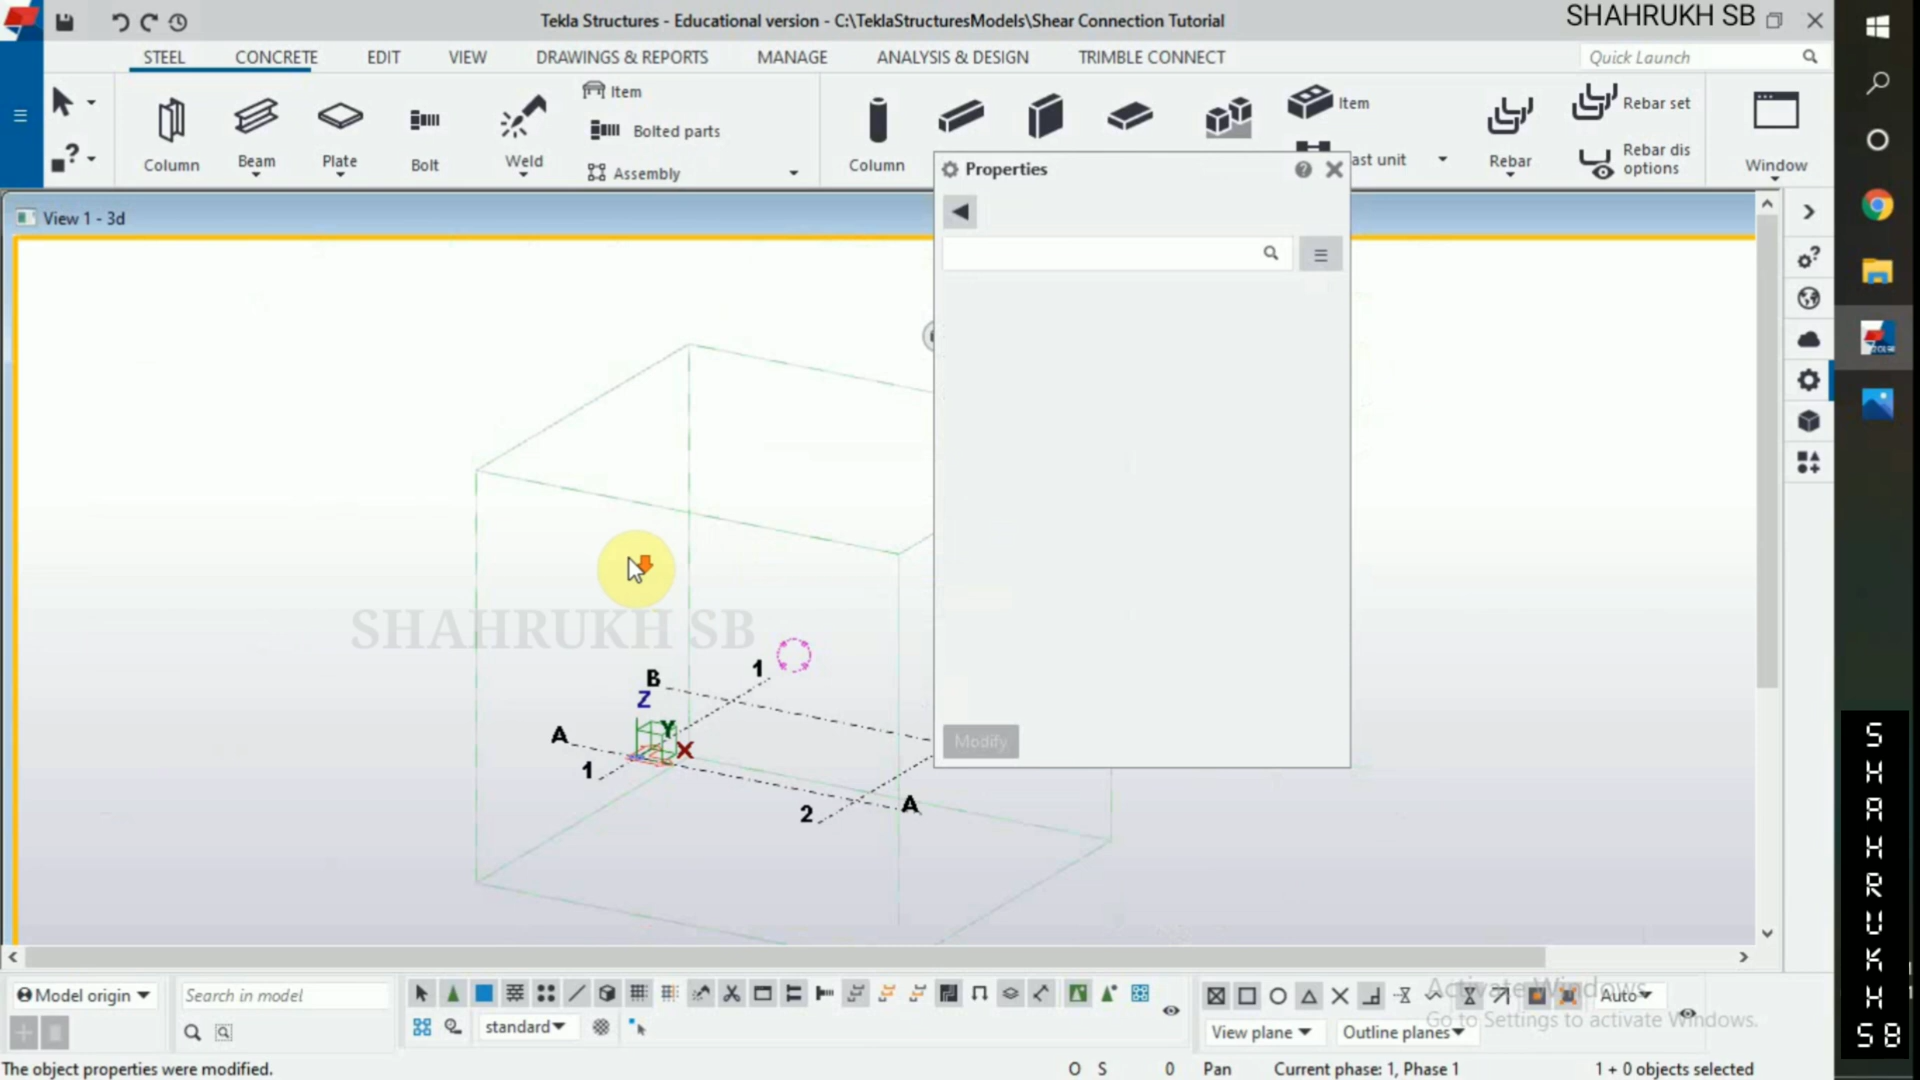 Tekla Structures - Educational version - C:\TeklaStructuresModels\Shear Connection Tutorial
SHAHRUKH SB
STEEL CONCRETE EDIT VIEW DRAWINGS & REPORTS MANAGE ANALYSIS & DESIGN TRIMBLE CONNECT Quick Launch
Item
Bolted parts
Assembly
Column Beam Plate Bolt Weld
Column
Item
ast unit
Rebar
Rebar set
Rebar dis
options
Window
View 1 - 3d
Properties
SHAHRUKH SB
B 1
Z
A Y
X
1
2 A
Modify
Model origin
Search in model
standard
Auto
View plane
Outline planes
Activate Windows
Go to Settings to activate Windows.
The object properties were modified.
O S 0 Pan Current phase: 1, Phase 1 1 + 0 objects selected
S
H
A
H
R
U
K
H
SB